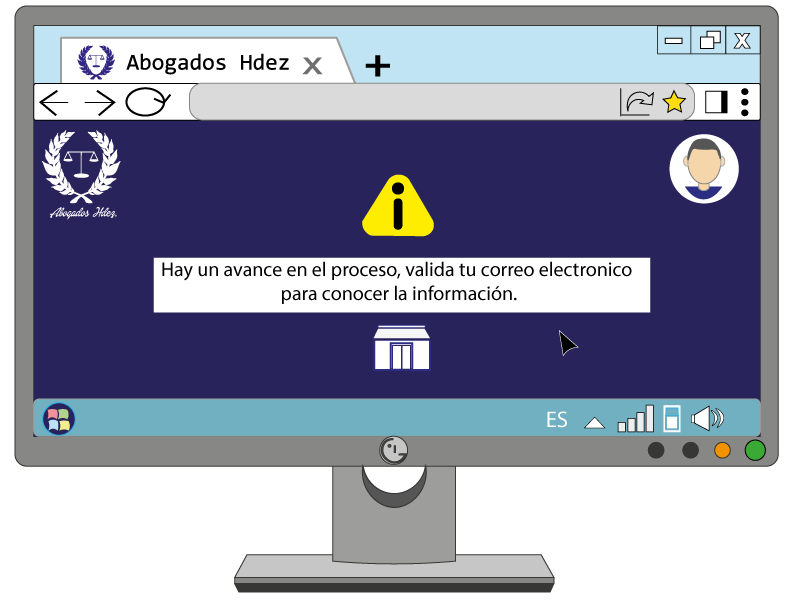 Abogados Hdez X
X
Abogados Hdez.
Hay un avance en el proceso, valida tu correo electronico
para conocer la información.
ES